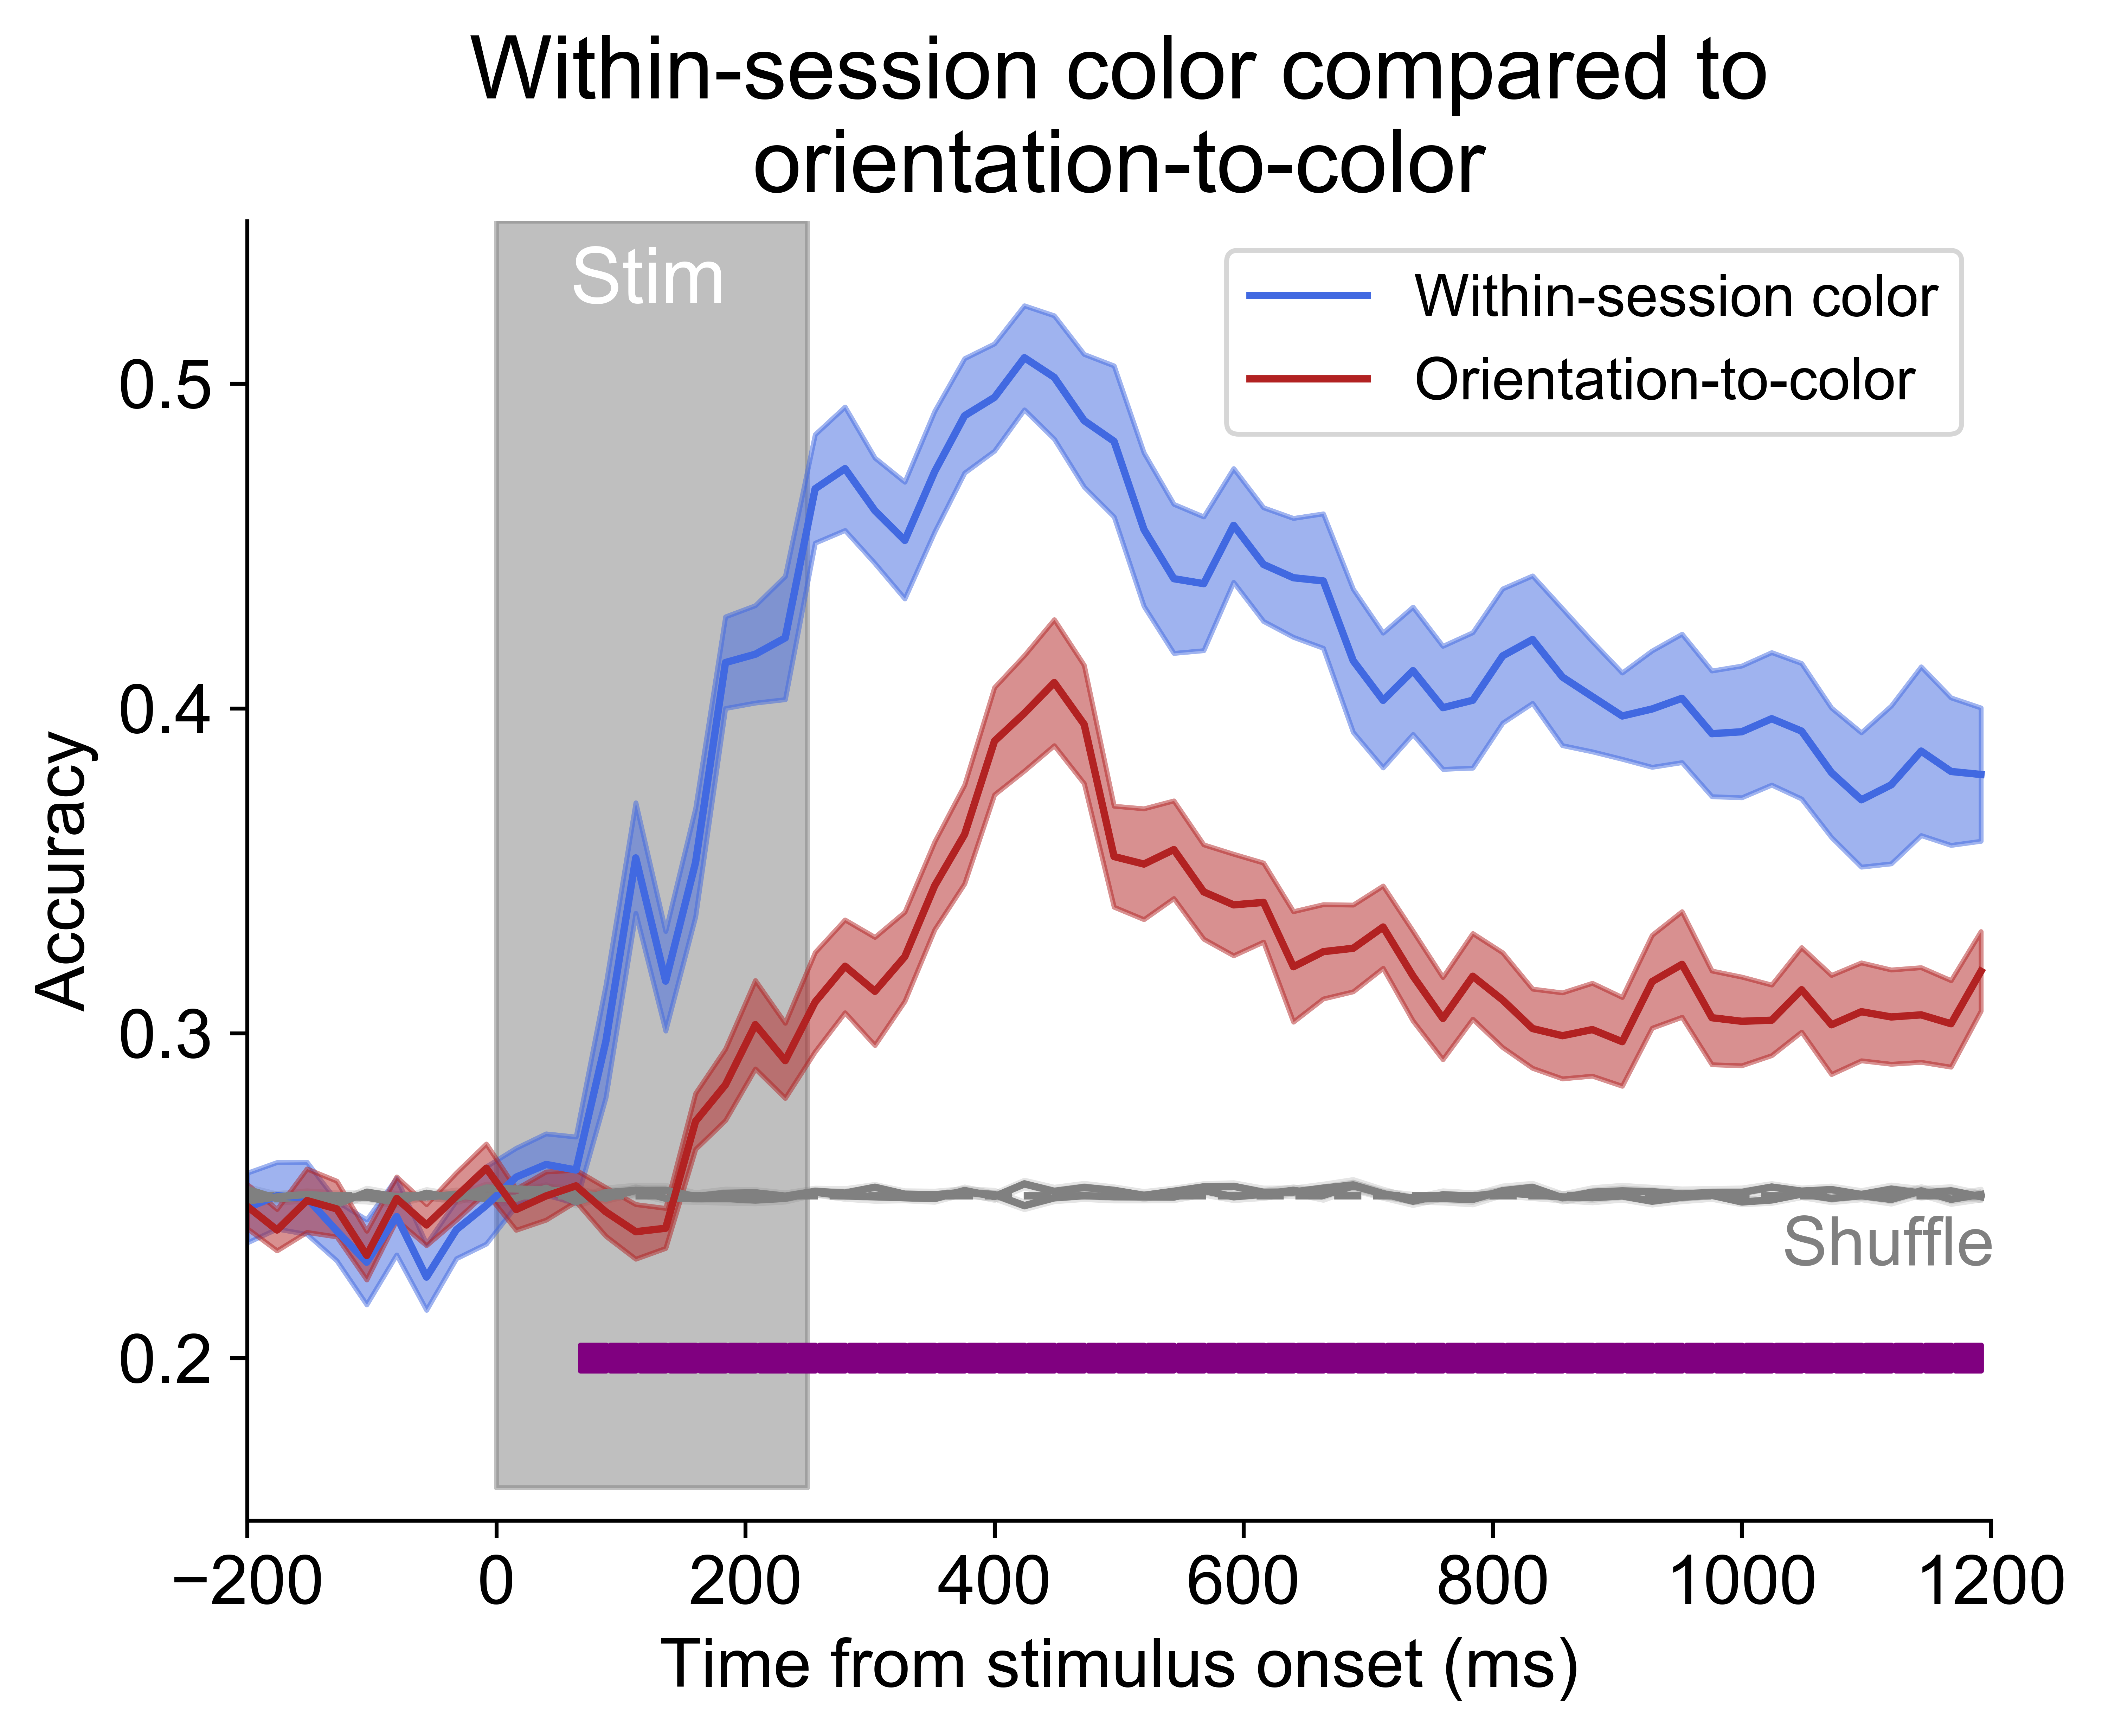 Within-session color compared to
orientation-to-color
Stim
Within-session color
Orientation-to-color
0.5
0.4
0.3
0.2
Accuracy
Shuffle
−200 0 200 400 600 800 1000 1200
Time from stimulus onset (ms)